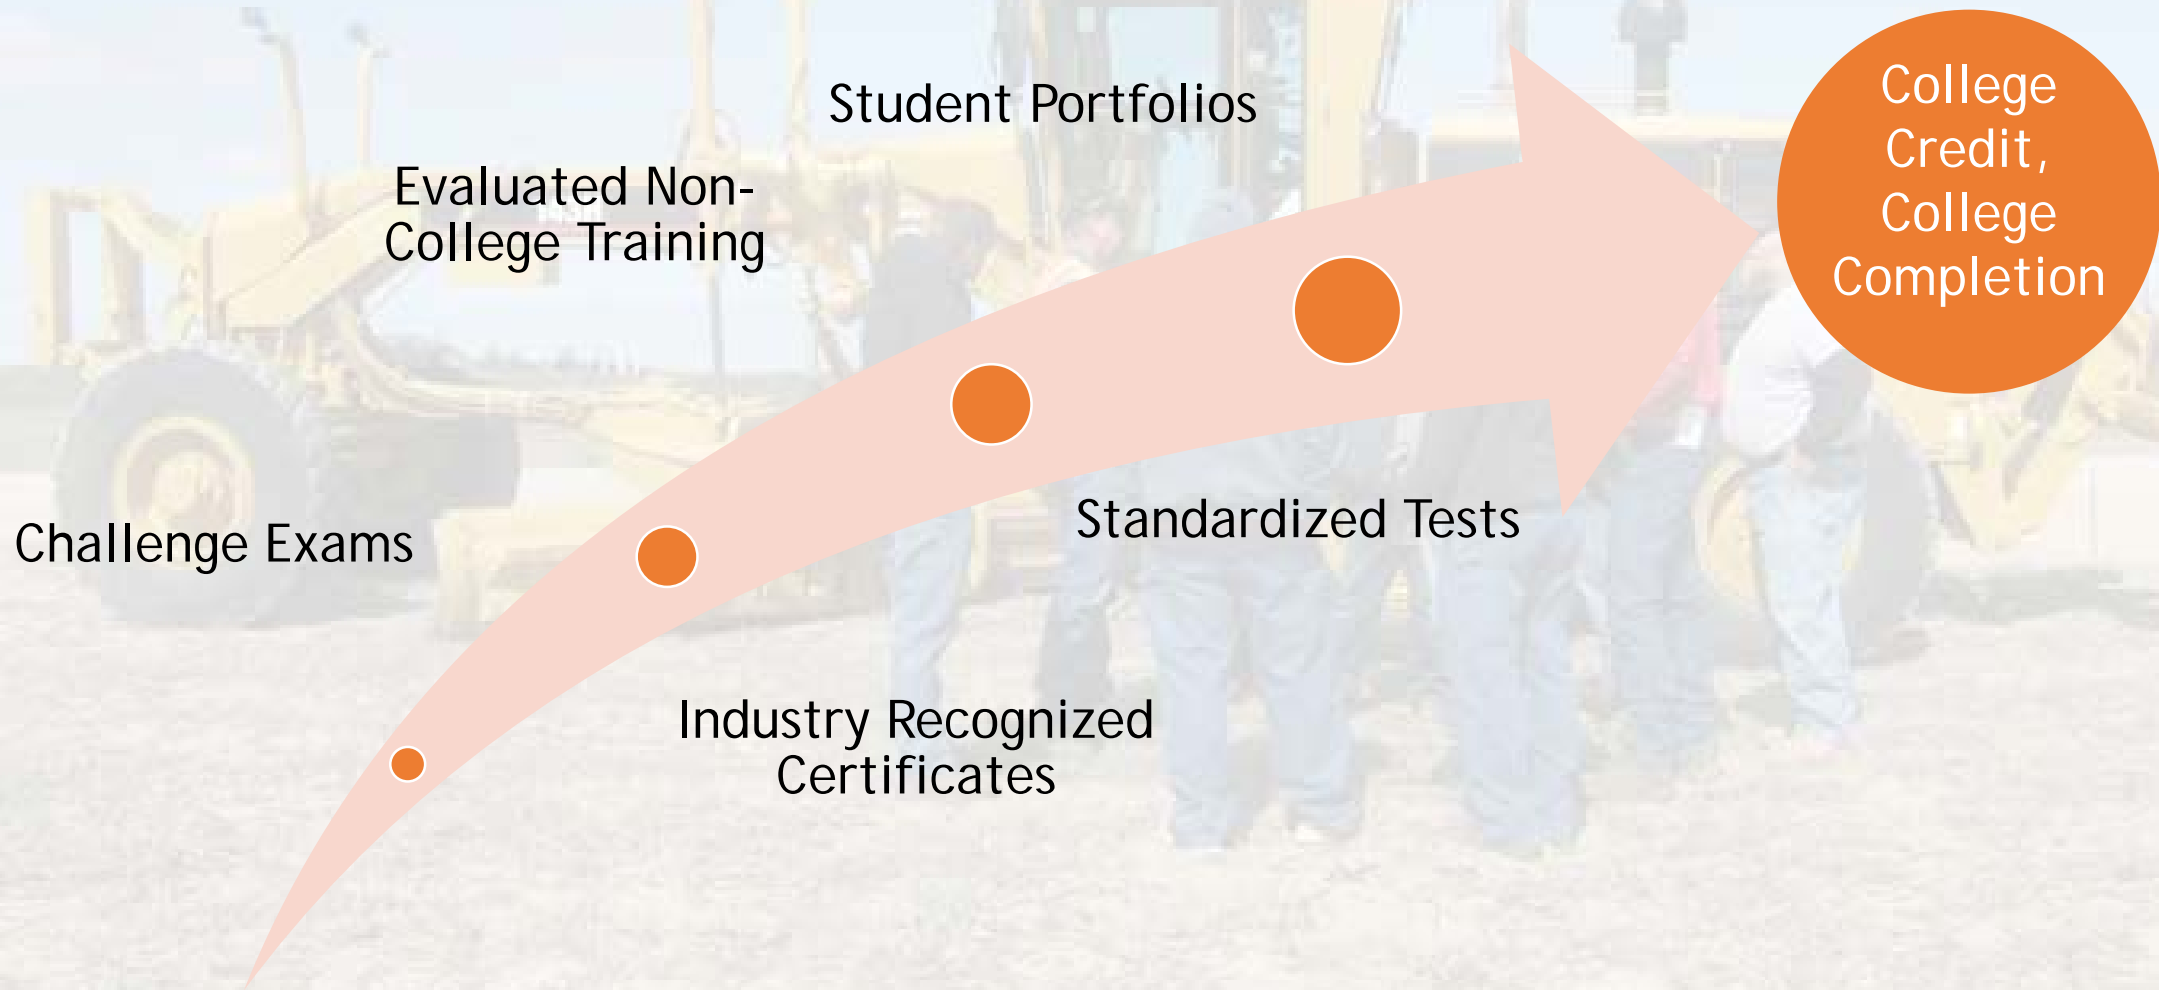 Student Portfolios
Evaluated Non-
College Training
Challenge Exams
Standardized Tests
Industry Recognized
Certificates
College
Credit,
College
Completion